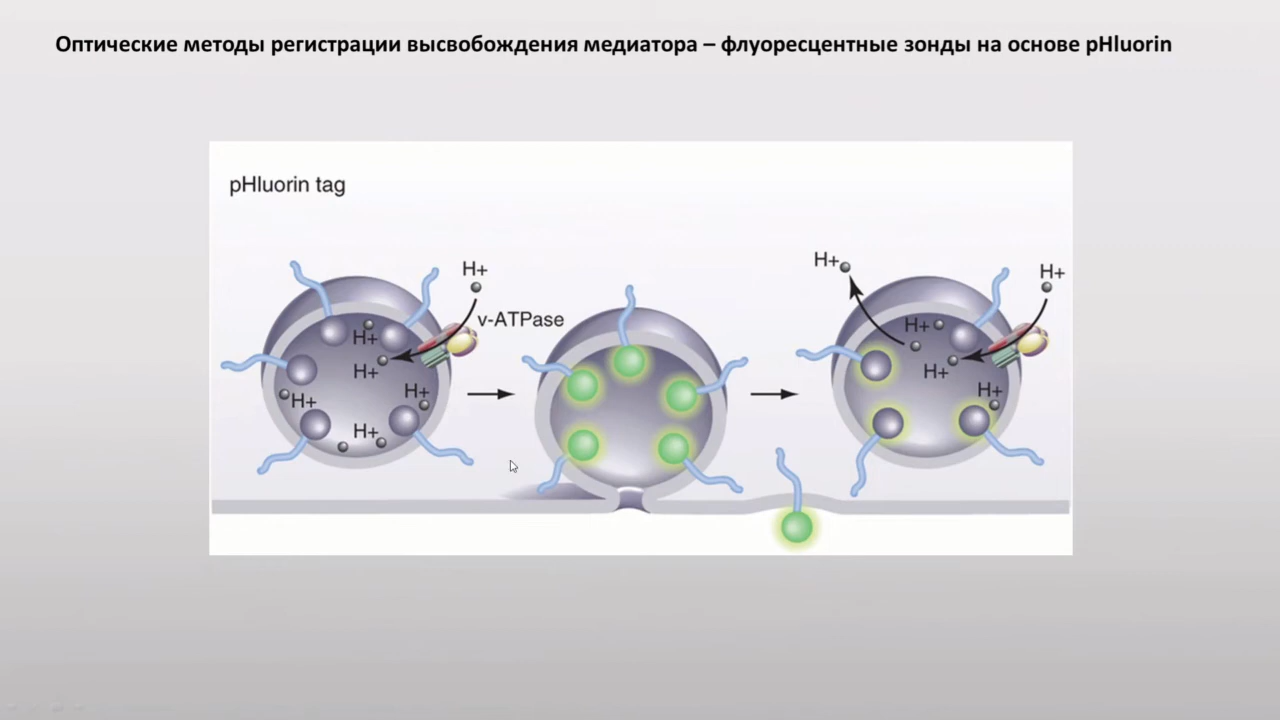 Оптические методы регистрации высвобождения медиатора – флуоресцентные зонды на основе pHluorin
pHluorin tag
H+
v-ATPase
H+
H+
H+
H+
H+
H+
H+
H+
H+
H+